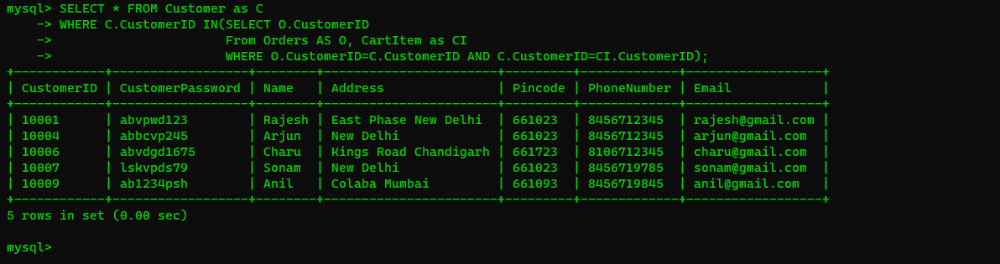 mysql> SELECT * FROM Customer as C
    -> WHERE C.CustomerID IN(SELECT O.CustomerID
    ->                       From Orders AS O, CartItem as CI
    ->                       WHERE O.CustomerID=C.CustomerID AND C.CustomerID=CI.CustomerID);
+------------+------------------+--------+-----------------------+---------+-------------+------------------+
| CustomerID | CustomerPassword | Name   | Address               | Pincode | PhoneNumber | Email            |
+------------+------------------+--------+-----------------------+---------+-------------+------------------+
| 10001      | abvpwd123        | Rajesh | East Phase New Delhi  | 661023  | 8456712345  | rajesh@gmail.com |
| 10004      | abbcvp245        | Arjun  | New Delhi             | 661023  | 8456712345  | arjun@gmail.com  |
| 10006      | abvdgd1675       | Charu  | Kings Road Chandigarh | 661723  | 8106712345  | charu@gmail.com  |
| 10007      | lskvpds79        | Sonam  | New Delhi             | 661023  | 8456719785  | sonam@gmail.com  |
| 10009      | ab1234psh        | Anil   | Colaba Mumbai         | 661093  | 8456719845  | anil@gmail.com   |
+------------+------------------+--------+-----------------------+---------+-------------+------------------+
5 rows in set (0.00 sec)

mysql>